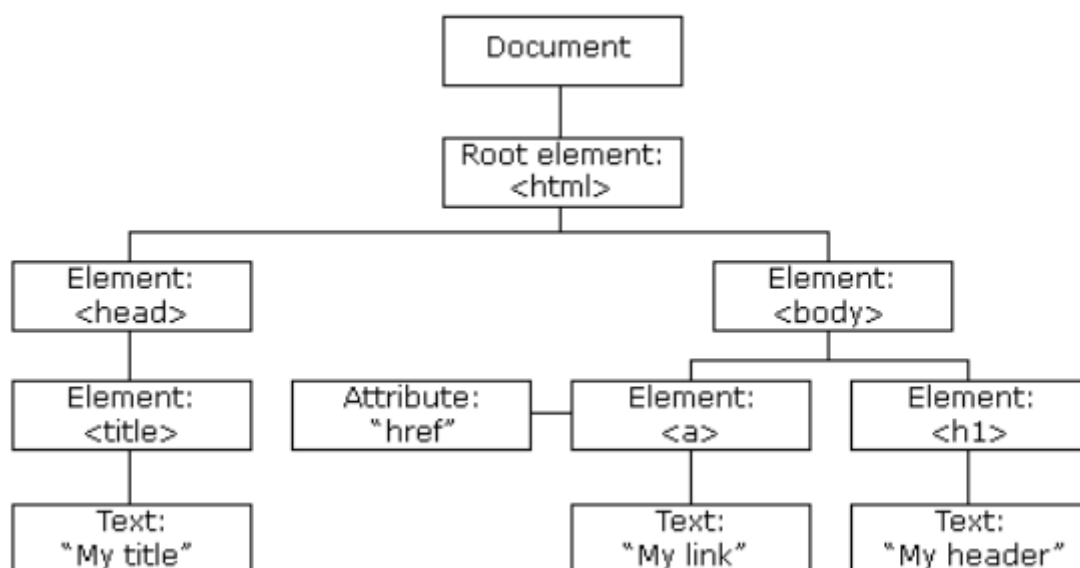 Document
Root element:
<html>
Element:
<head>
Element:
<body>
Element:
<title>
Attribute:
“href”
Element:
<a>
Element:
<h1>
Text:
“My title”
Text:
“My link”
Text:
“My header”